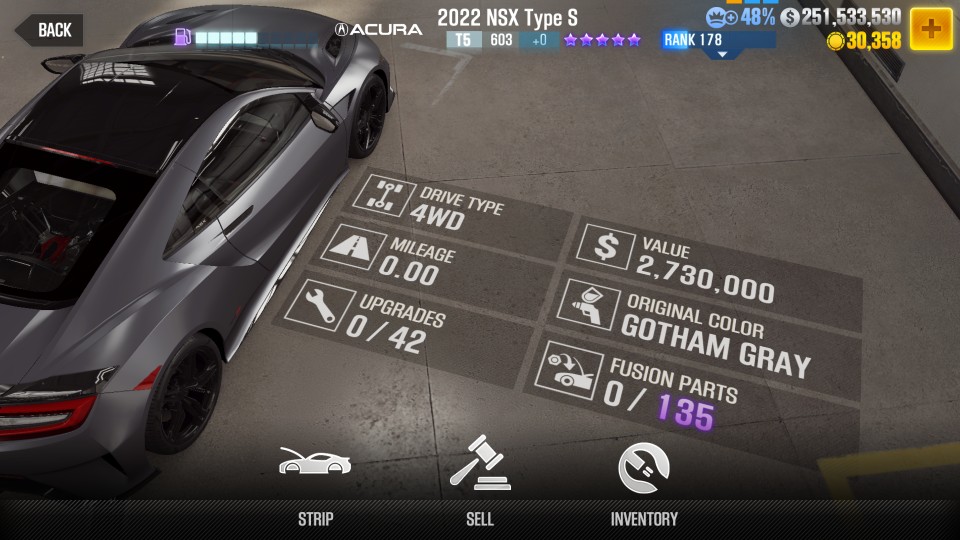 BACK
ACURA
2022 NSX Type S
T5 603 +0
48%
$ 251,533,530
RANK 178
30,358
+
DRIVE TYPE
4WD
MILEAGE
0.00
UPGRADES
0 / 42
$
VALUE
2,730,000
ORIGINAL COLOR
GOTHAM GRAY
FUSION PARTS
0 / 135
STRIP
SELL
INVENTORY